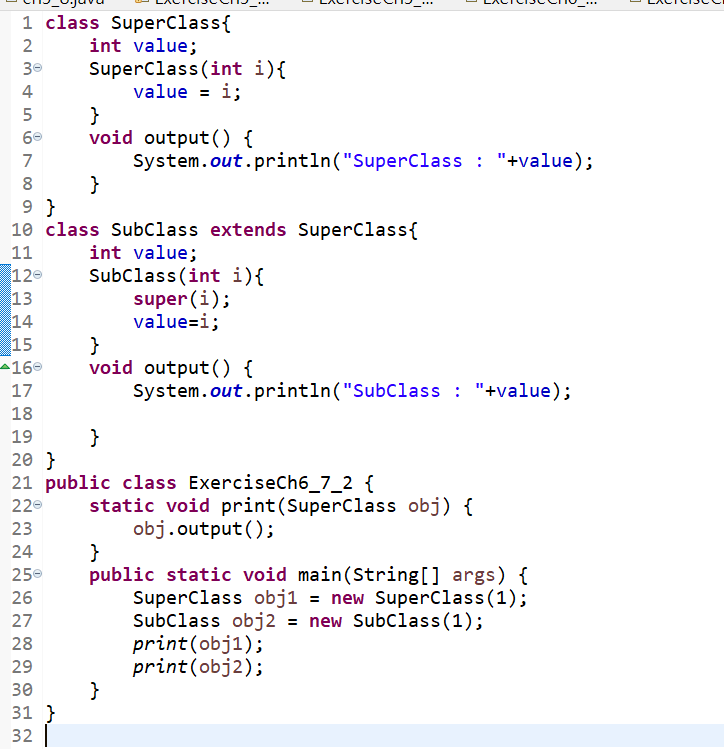 1 class SuperClass{
2     int value;
3     SuperClass(int i){
4         value = i;
5     }
6     void output() {
7         System.out.println("SuperClass : "+value);
8     }
9 }
10 class SubClass extends SuperClass{
11     int value;
12     SubClass(int i){
13         super(i);
14         value=i;
15     }
16     void output() {
17         System.out.println("SubClass : "+value);
18
19     }
20 }
21 public class ExerciseCh6_7_2 {
22     static void print(SuperClass obj) {
23         obj.output();
24     }
25     public static void main(String[] args) {
26         SuperClass obj1 = new SuperClass(1);
27         SubClass obj2 = new SubClass(1);
28         print(obj1);
29         print(obj2);
30     }
31 }
32